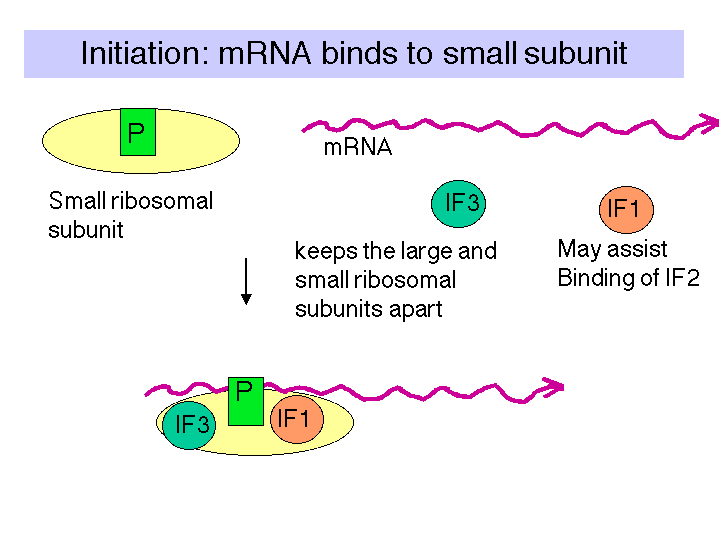 Initiation: mRNA binds to small subunit
P
mRNA
Small ribosomal
subunit
IF3
keeps the large and
small ribosomal
subunits apart
IF1
May assist
Binding of IF2
P
IF3
IF1